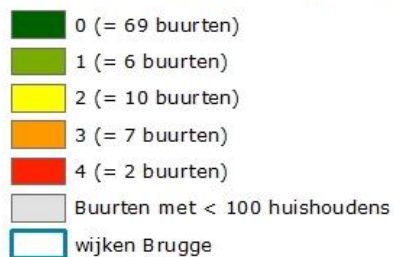 0 (= 69 buurten)
1 (= 6 buurten)
2 (= 10 buurten)
3 (= 7 buurten)
4 (= 2 buurten)
Buurten met < 100 huishoudens
wijken Brugge